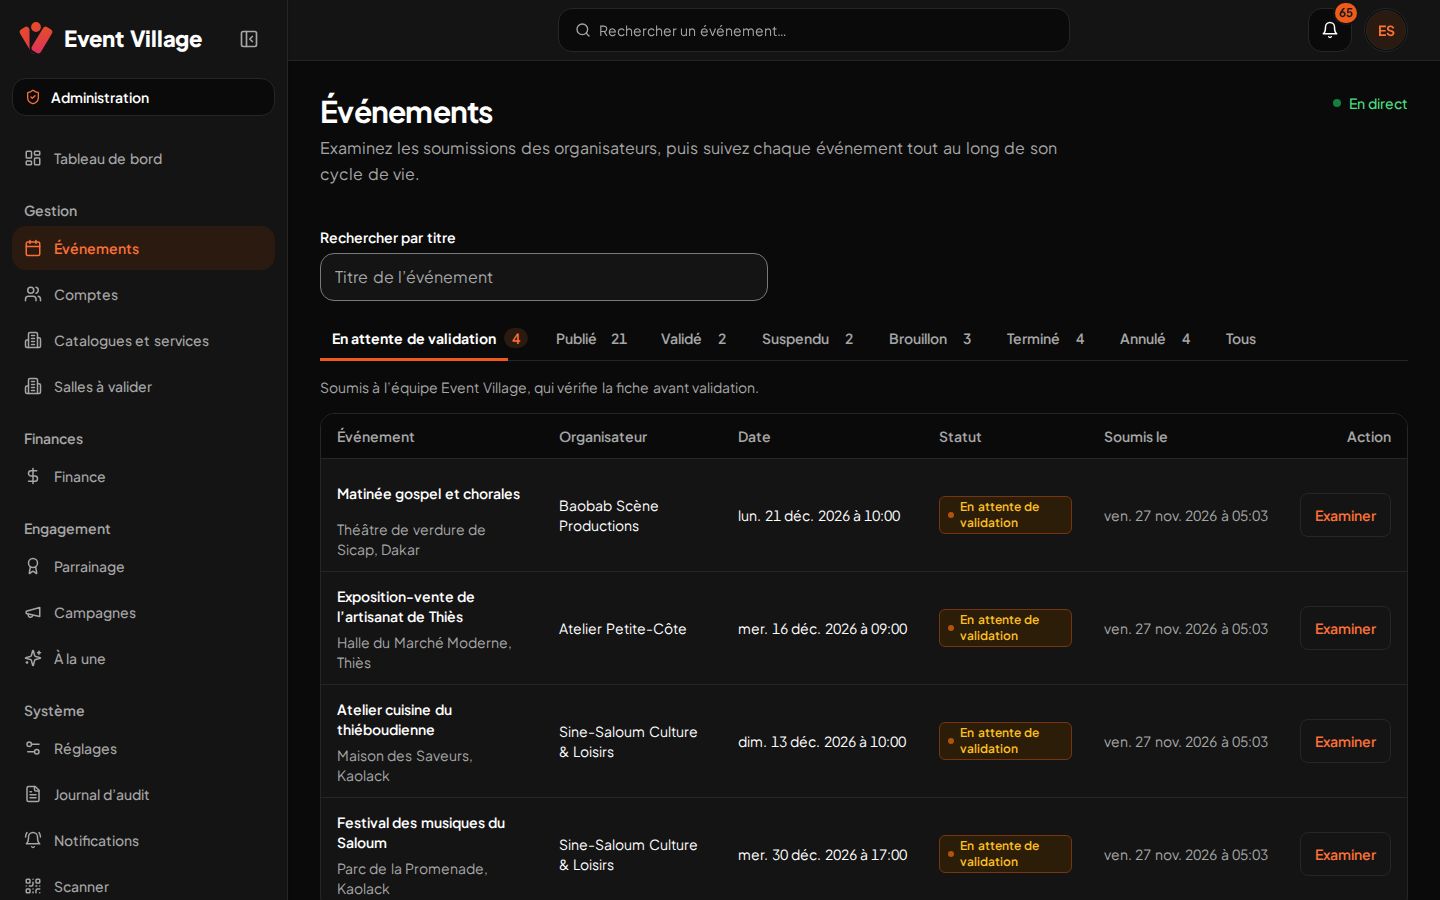 Event Village
Rechercher un événement...
65
ES
Administration
Tableau de bord
Gestion
Événements
Comptes
Catalogues et services
Salles à valider
Finances
Finance
Engagement
Parrainage
Campagnes
À la une
Système
Réglages
Journal d’audit
Notifications
Scanner
Événements
En direct
Examinez les soumissions des organisateurs, puis suivez chaque événement tout au long de son
cycle de vie.
Rechercher par titre
Titre de l’événement
En attente de validation 4 Publié 21 Validé 2 Suspendu 2 Brouillon 3 Terminé 4 Annulé 4 Tous
Soumis à l’équipe Event Village, qui vérifie la fiche avant validation.
Événement Organisateur Date Statut Soumis le Action
Matinée gospel et chorales
Théâtre de verdure de
Sicap, Dakar
Baobab Scène
Productions
lun. 21 déc. 2026 à 10:00
En attente de
validation
ven. 27 nov. 2026 à 05:03
Examiner
Exposition-vente de
l’artisanat de Thiès
Halle du Marché Moderne,
Thiès
Atelier Petite-Côte
mer. 16 déc. 2026 à 09:00
En attente de
validation
ven. 27 nov. 2026 à 05:03
Examiner
Atelier cuisine du
thiéboudienne
Maison des Saveurs,
Kaolack
Sine-Saloum Culture
& Loisirs
dim. 13 déc. 2026 à 10:00
En attente de
validation
ven. 27 nov. 2026 à 05:03
Examiner
Festival des musiques du
Saloum
Parc de la Promenade,
Kaolack
Sine-Saloum Culture
& Loisirs
mer. 30 déc. 2026 à 17:00
En attente de
validation
ven. 27 nov. 2026 à 05:03
Examiner